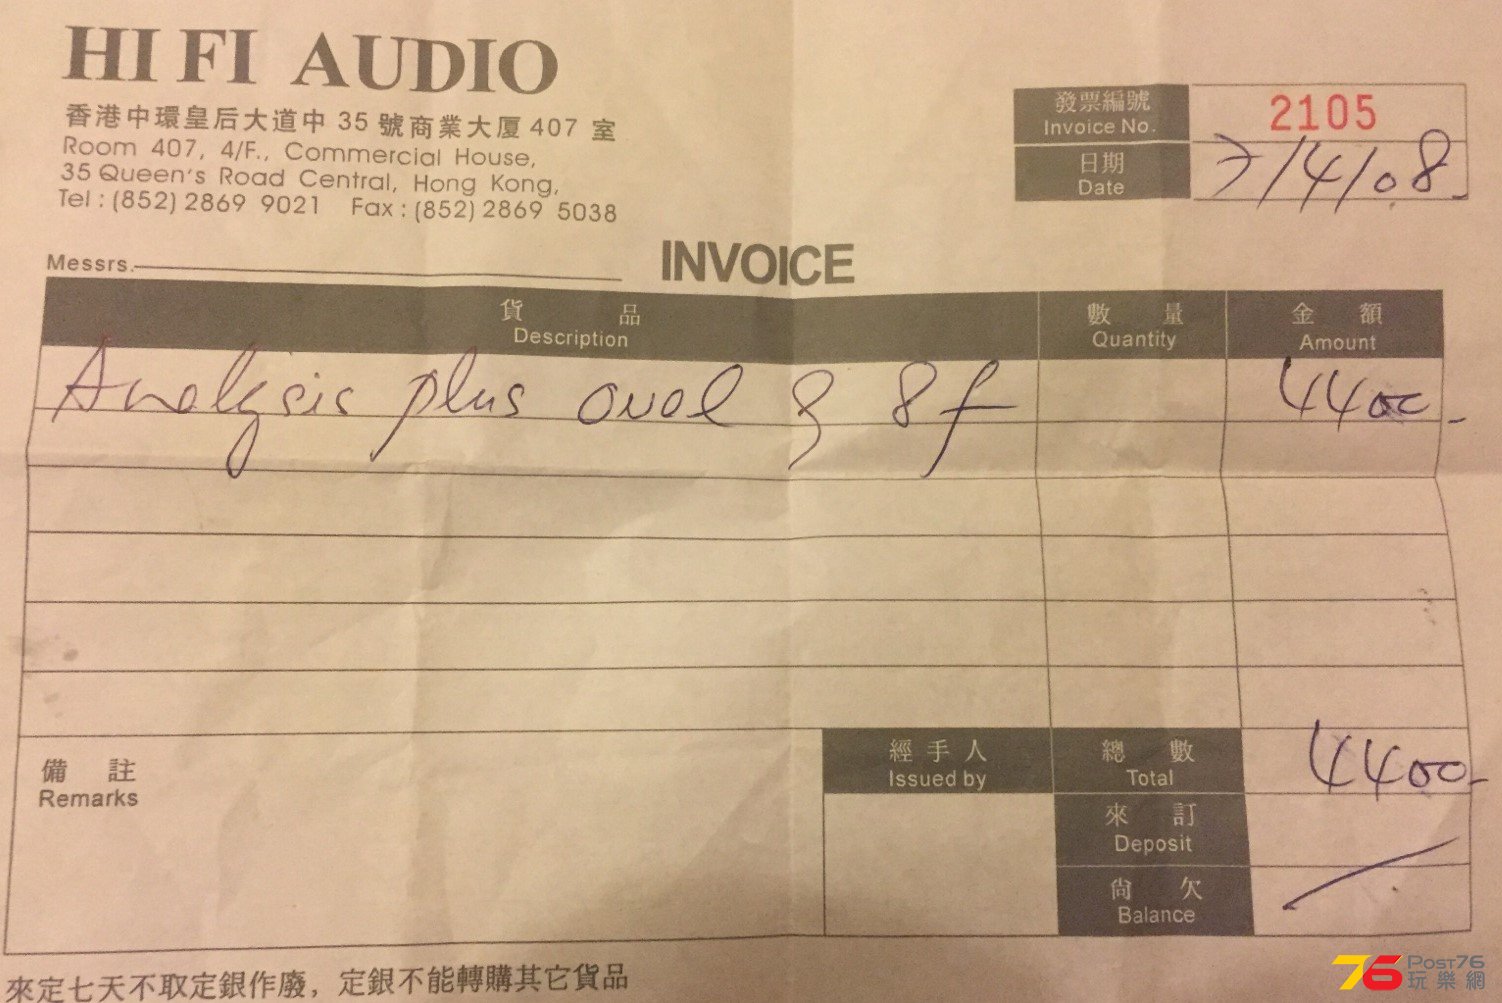 HI FI AUDIO
香港中環皇后大道中 35 號商業大厦 407 室
Room 407, 4/F., Commercial House,
35 Queen's Road Central, Hong Kong,
Tel : (852) 2869 9021 Fax : (852) 2869 5038
發票編號
Invoice No.
2105
日期
Date
7/4/08.
Messrs.
INVOICE
貨品
Description
數量
Quantity
金額
Amount
Analysis plus oval 9 8f
4400-
備註
Remarks
經手人
Issued by
總數
Total
4400-
來訂
Deposit
尚欠
Balance
來定七天不取定銀作廢，定銀不能轉購其它貨品
76 Post76
玩樂網